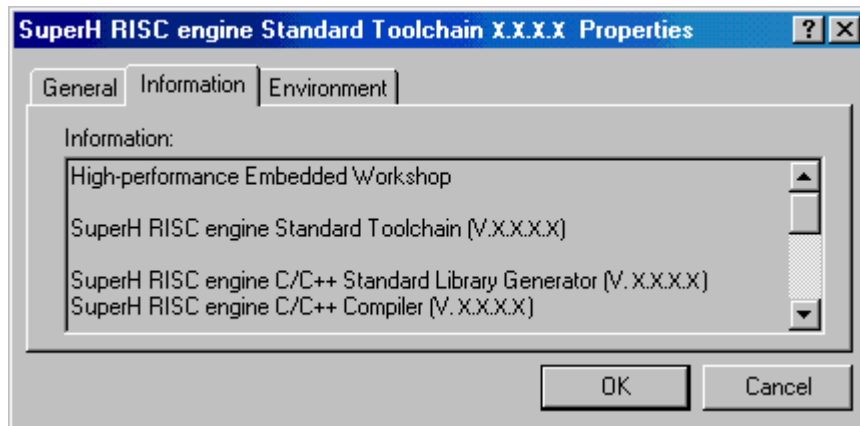 SuperH RISC engine Standard Toolchain X.X.X.X Properties
General Information Environment
Information:
High-performance Embedded Workshop
SuperH RISC engine Standard Toolchain (V.X.X.X.X)
SuperH RISC engine C/C++ Standard Library Generator (V. X.X.X.X)
SuperH RISC engine C/C++ Compiler (V. X.X.X.X)
OK Cancel